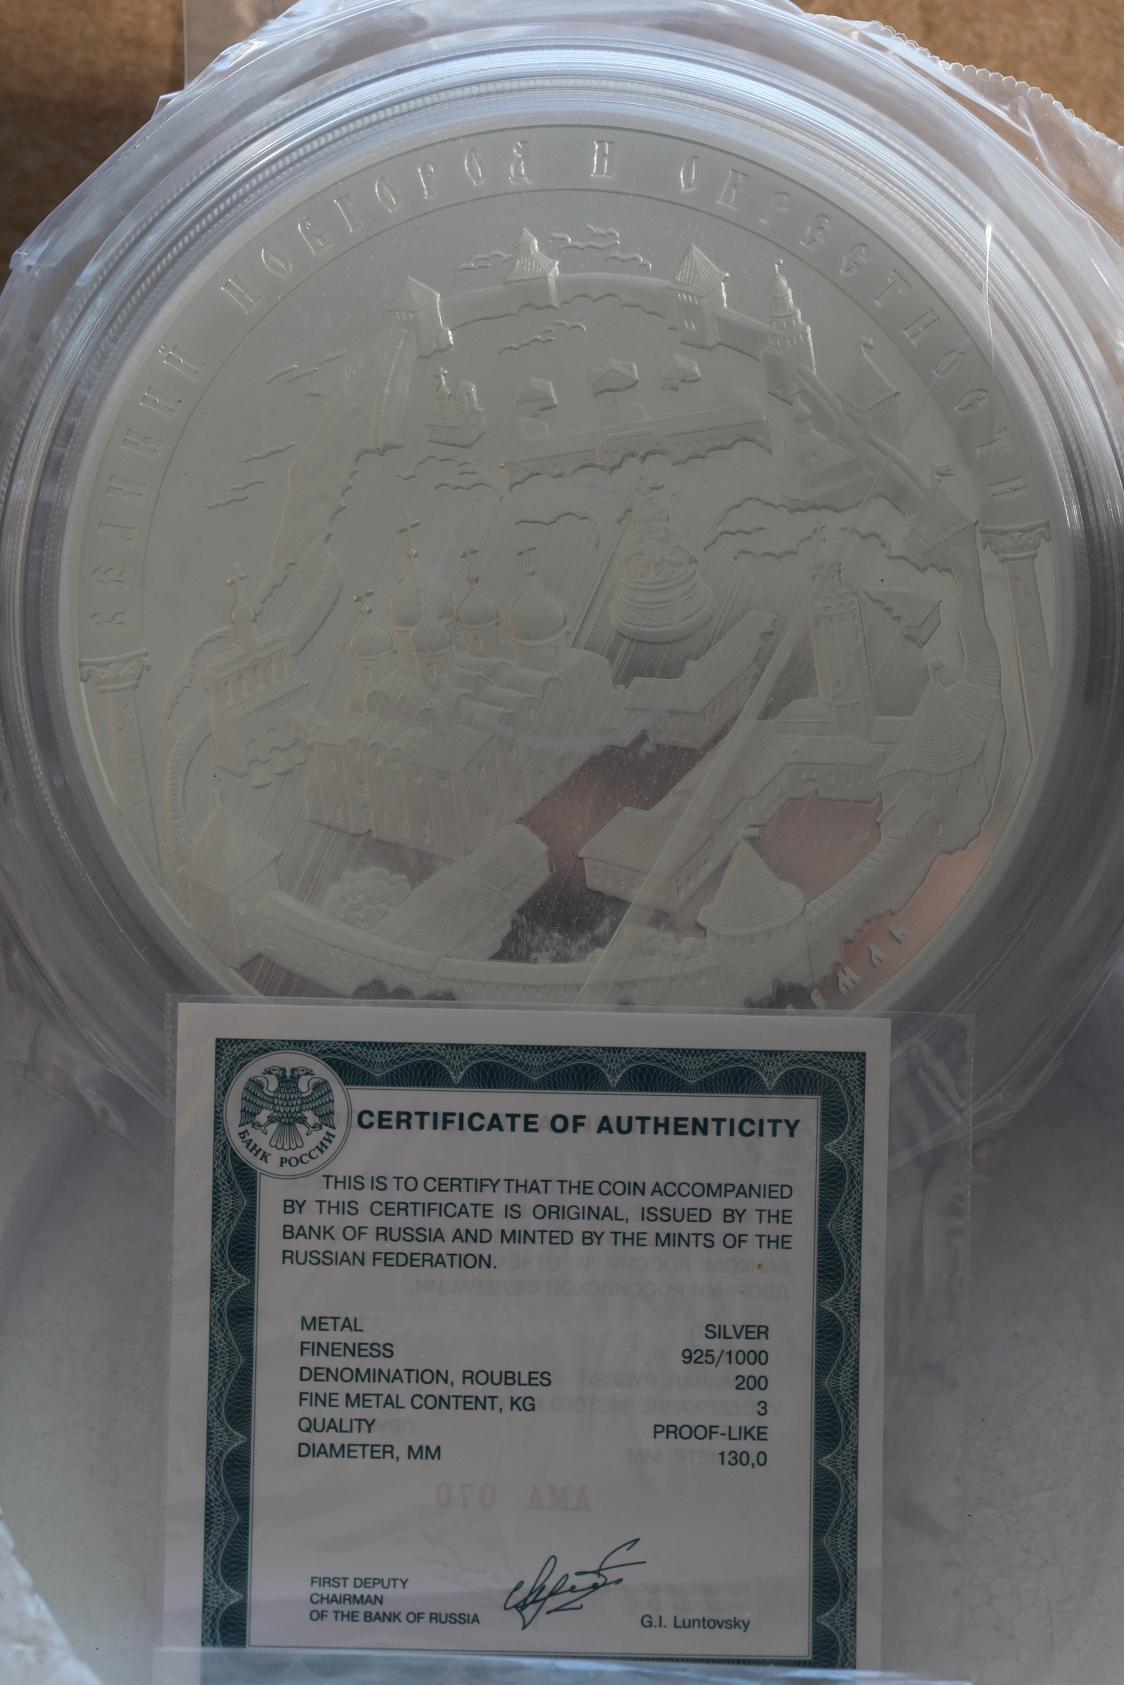 ВЕЛИКИЙ НОВГОРОД И ОКРЕСТНОСТИ
БАНК РОССИИ
CERTIFICATE OF AUTHENTICITY
THIS IS TO CERTIFY THAT THE COIN ACCOMPANIED
BY THIS CERTIFICATE IS ORIGINAL, ISSUED BY THE
BANK OF RUSSIA AND MINTED BY THE MINTS OF THE
RUSSIAN FEDERATION.
METAL SILVER
FINENESS 925/1000
DENOMINATION, ROUBLES 200
FINE METAL CONTENT, KG 3
QUALITY PROOF-LIKE
DIAMETER, MM 130,0
АМА 070
FIRST DEPUTY
CHAIRMAN
OF THE BANK OF RUSSIA
G.I. Luntovsky